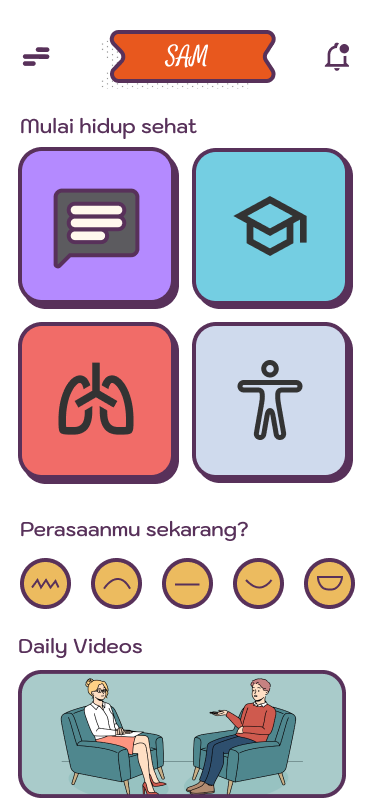 SAM
Mulai hidup sehat
Perasaanmu sekarang?
Daily Videos